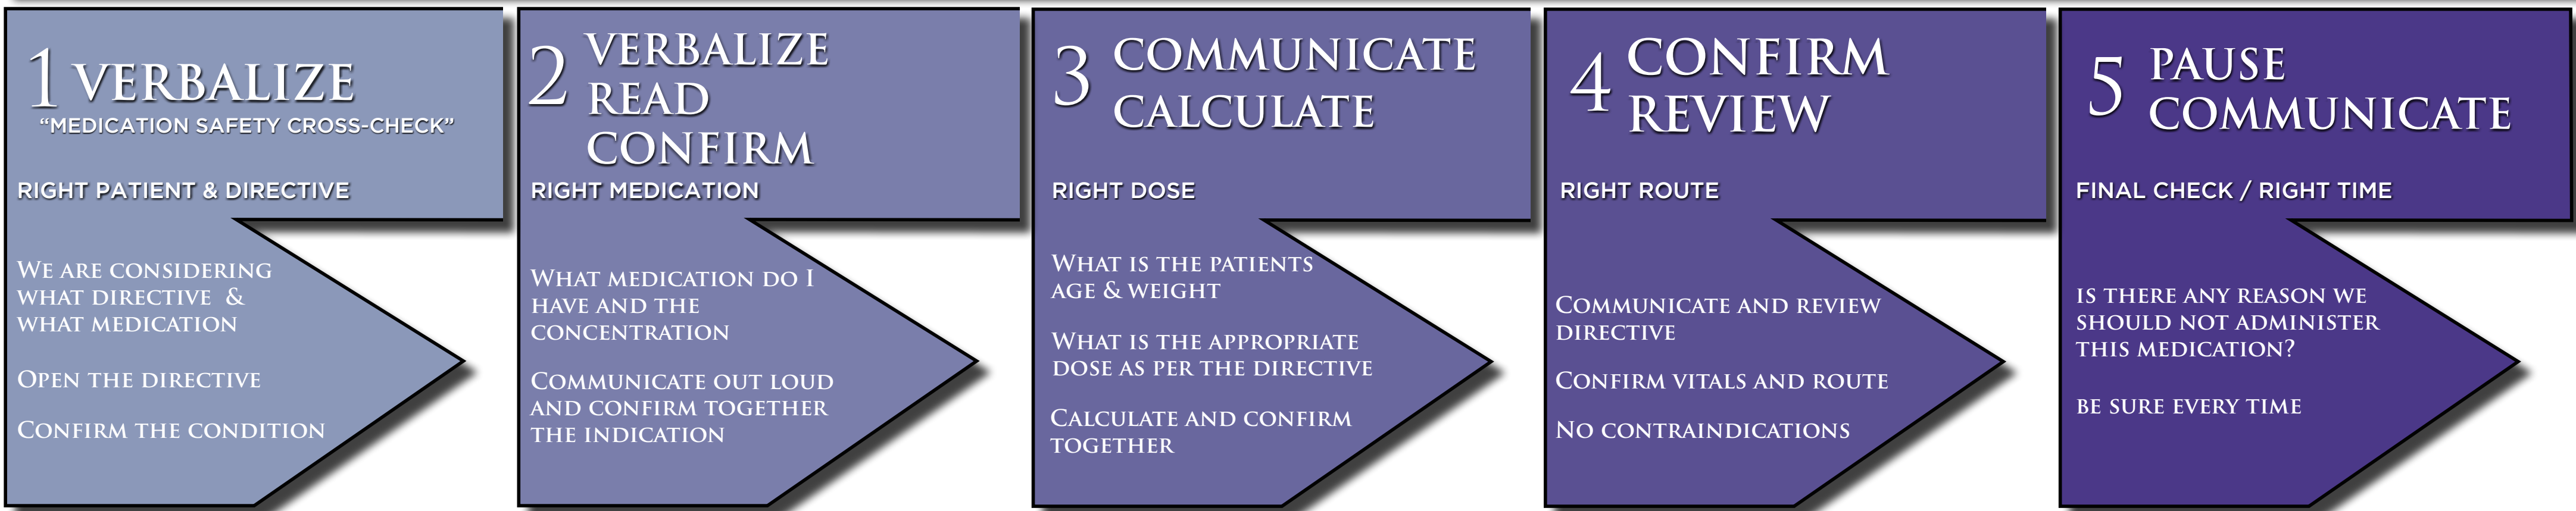 1 VERBALIZE
“MEDICATION SAFETY CROSS-CHECK”
RIGHT PATIENT & DIRECTIVE
WE ARE CONSIDERING
WHAT DIRECTIVE &
WHAT MEDICATION
OPEN THE DIRECTIVE
CONFIRM THE CONDITION
2 VERBALIZE
READ
CONFIRM
RIGHT MEDICATION
WHAT MEDICATION DO I
HAVE AND THE
CONCENTRATION
COMMUNICATE OUT LOUD
AND CONFIRM TOGETHER
THE INDICATION
3 COMMUNICATE
CALCULATE
RIGHT DOSE
WHAT IS THE PATIENTS
AGE & WEIGHT
WHAT IS THE APPROPRIATE
DOSE AS PER THE DIRECTIVE
CALCULATE AND CONFIRM
TOGETHER
4 CONFIRM
REVIEW
RIGHT ROUTE
COMMUNICATE AND REVIEW
DIRECTIVE
CONFIRM VITALS AND ROUTE
NO CONTRAINDICATIONS
5 PAUSE
COMMUNICATE
FINAL CHECK / RIGHT TIME
IS THERE ANY REASON WE
SHOULD NOT ADMINISTER
THIS MEDICATION?
BE SURE EVERY TIME